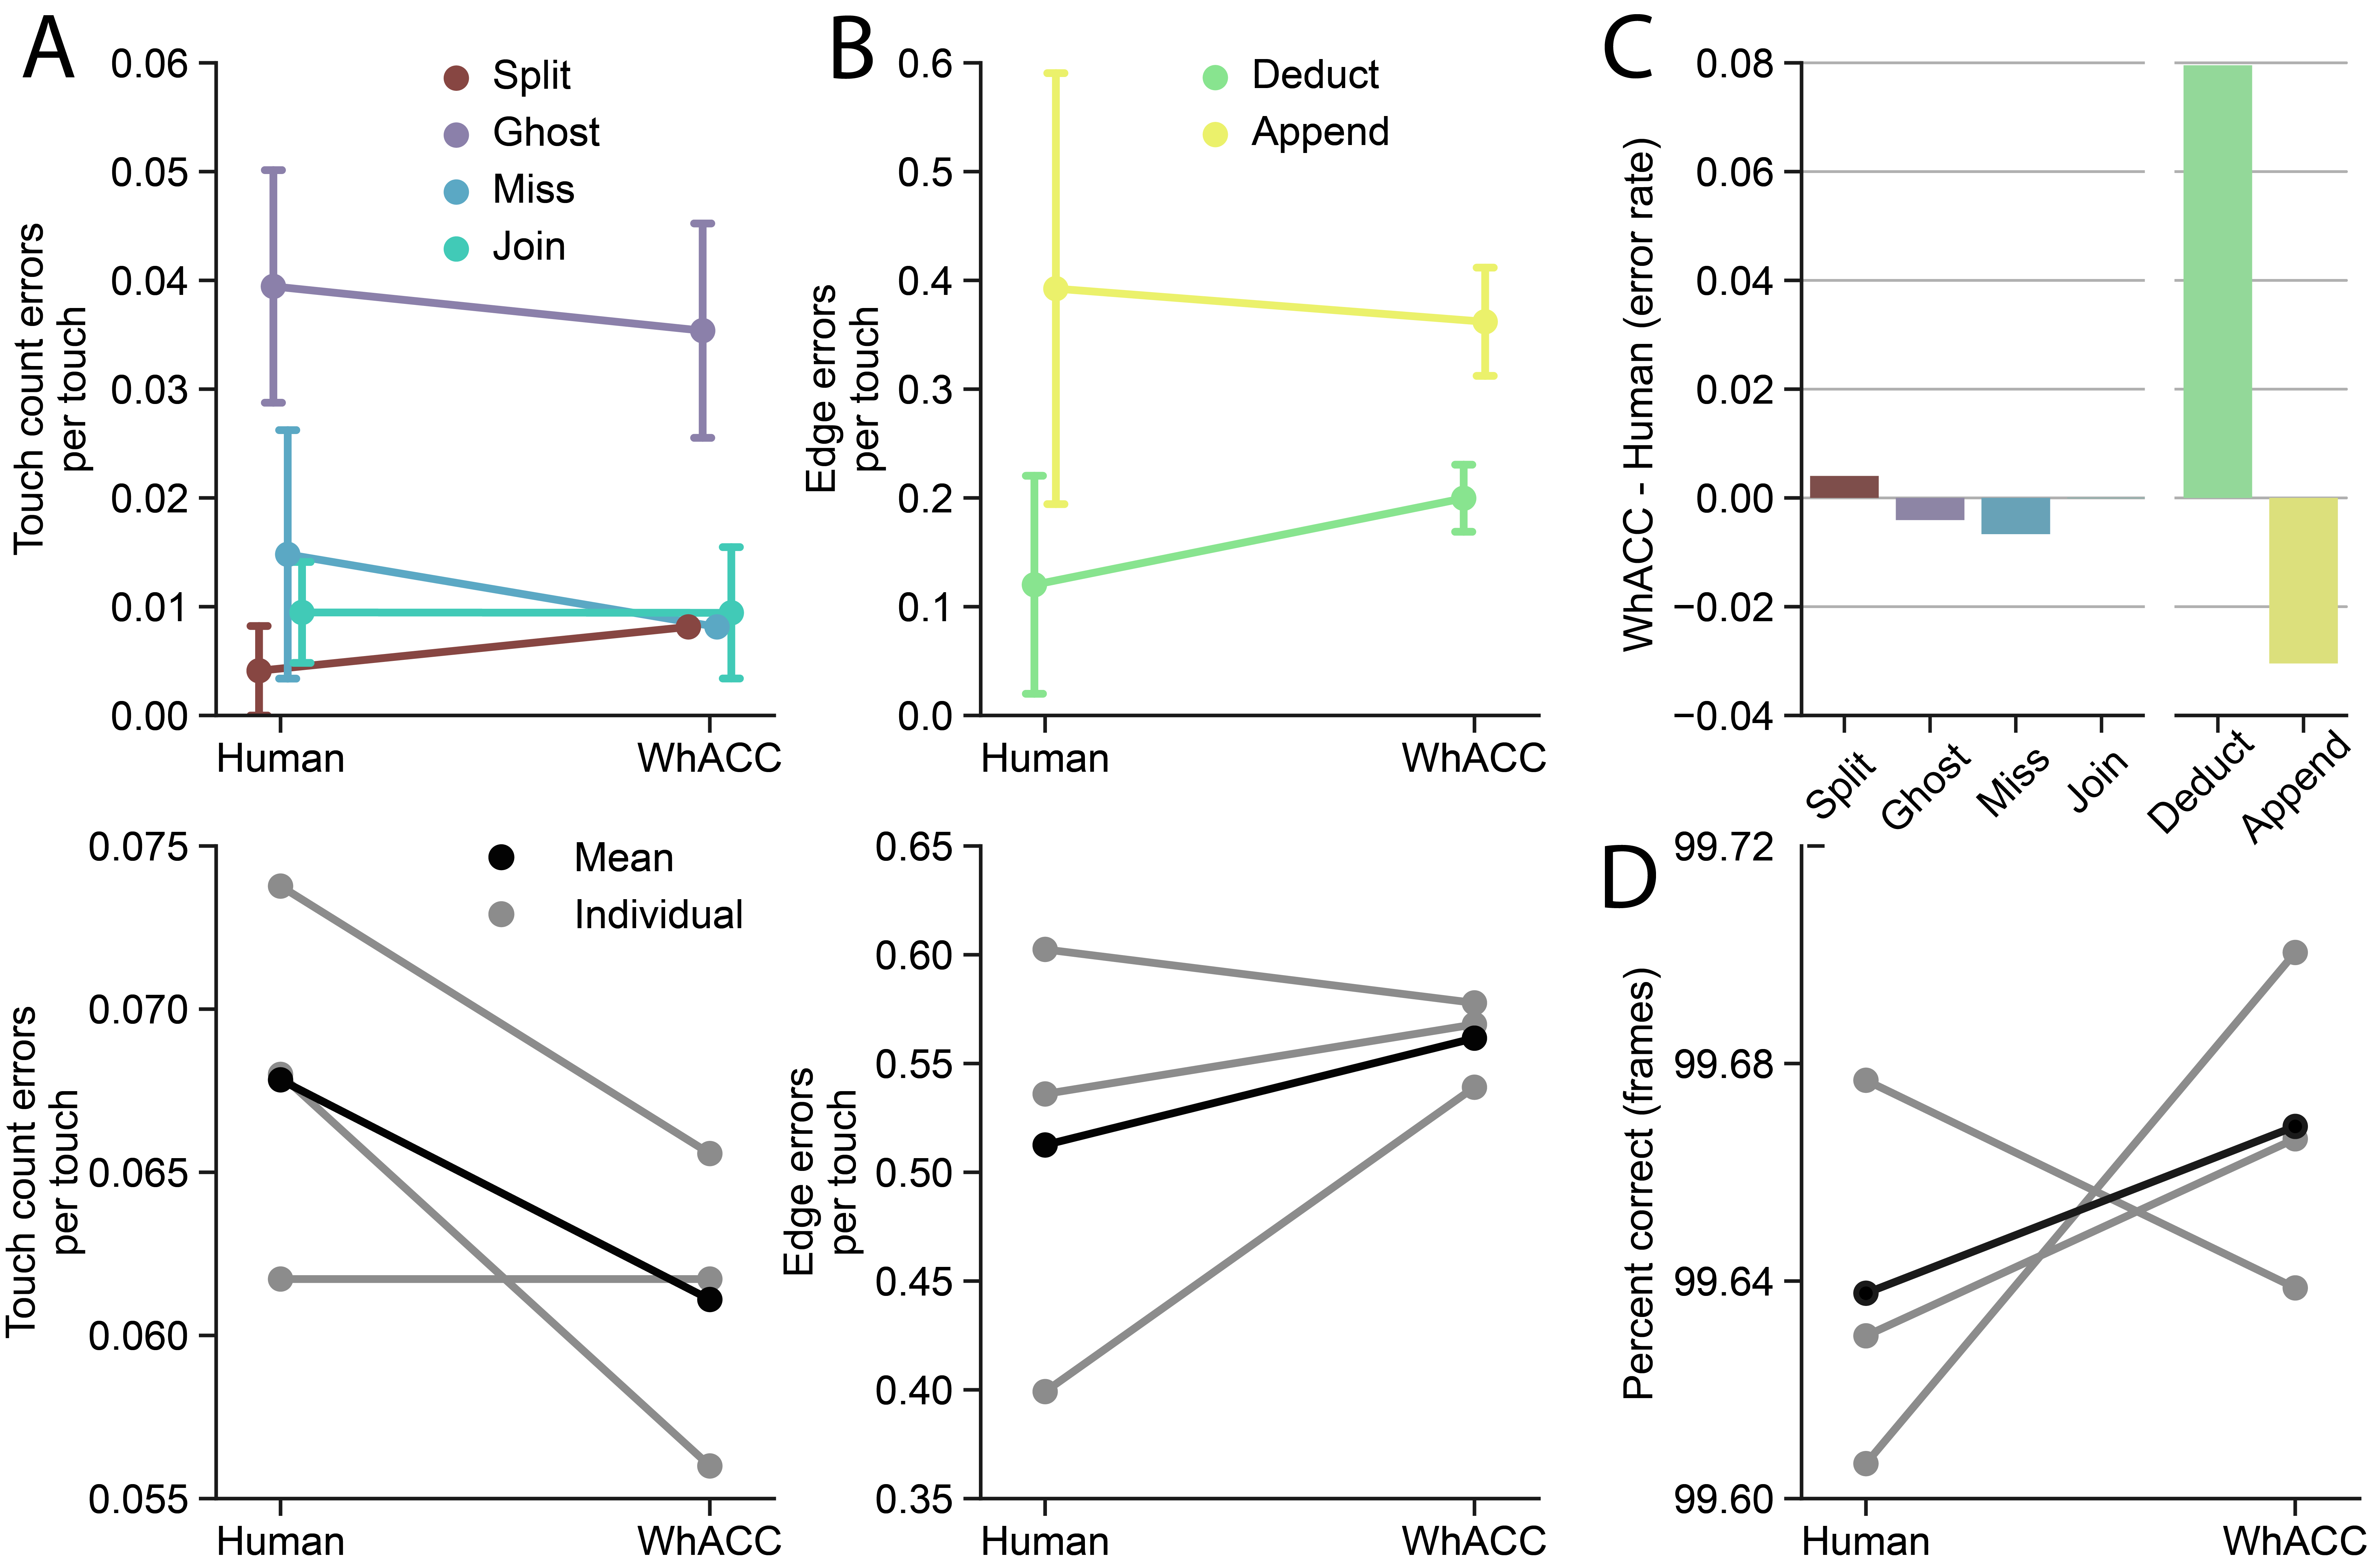 A
0.06
0.05
0.04
0.03
0.02
0.01
0.00
Touch count errors
per touch
Split
Ghost
Miss
Join
Human
WhACC
B
0.6
0.5
0.4
0.3
0.2
0.1
0.0
Edge errors
per touch
Deduct
Append
Human
WhACC
C
0.08
0.06
0.04
0.02
0.00
−0.02
−0.04
WhACC - Human (error rate)
Split
Ghost
Miss
Join
Deduct
Append
0.075
0.070
0.065
0.060
0.055
Touch count errors
per touch
Mean
Individual
Human
WhACC
0.65
0.60
0.55
0.50
0.45
0.40
0.35
Edge errors
per touch
Human
WhACC
D
99.72
99.68
99.64
99.60
Percent correct (frames)
Human
WhACC